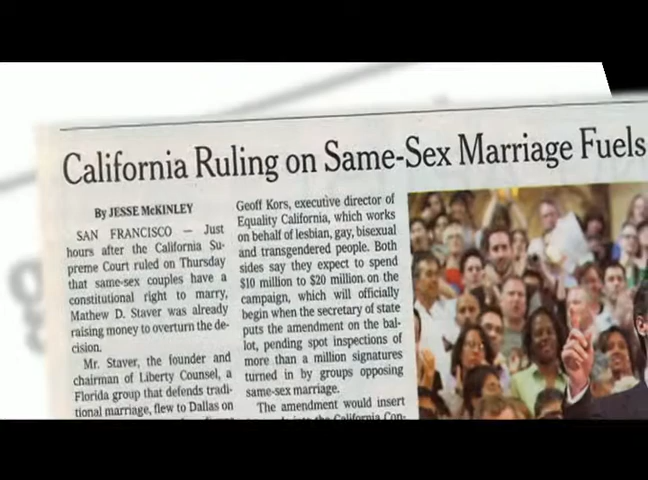 California Ruling on Same-Sex Marriage Fuels
By JESSE McKINLEY
SAN FRANCISCO — Just
hours after the California Su-
preme Court ruled on Thursday
that same-sex couples have a
constitutional right to marry,
Mathew D. Staver was already
raising money to overturn the de-
cision.
Mr. Staver, the founder and
chairman of Liberty Counsel, a
Florida group that defends tradi-
tional marriage, flew to Dallas on
Geoff Kors, executive director of
Equality California, which works
on behalf of lesbian, gay, bisexual
and transgendered people. Both
sides say they expect to spend
$10 million to $20 million on the
campaign, which will officially
begin when the secretary of state
puts the amendment on the bal-
lot, pending spot inspections of
more than a million signatures
turned in by groups opposing
same-sex marriage.
The amendment would insert
into the California Con-